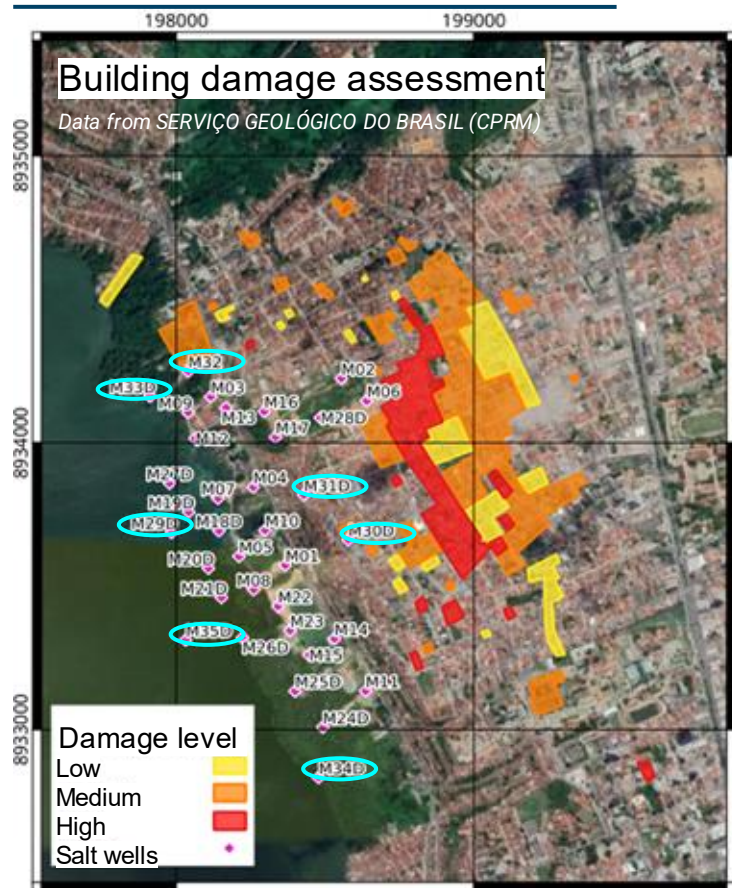 198000 199000
Building damage assessment
Data from SERVIÇO GEOLÓGICO DO BRASIL (CPRM)
8935000
M32
M33D
M02
M03
M06
M09
M16
M13
M28D
M17
8934000
M12
M27D
M04
M31D
M07
M19D
M29D
M18D
M10
M30D
M05
M01
M20D
M08
M21D
M22
M23
M35D
M14
M26D
M15
M25D
M11
M24D
8933000
M34D
Damage level
Low
Medium
High
Salt wells